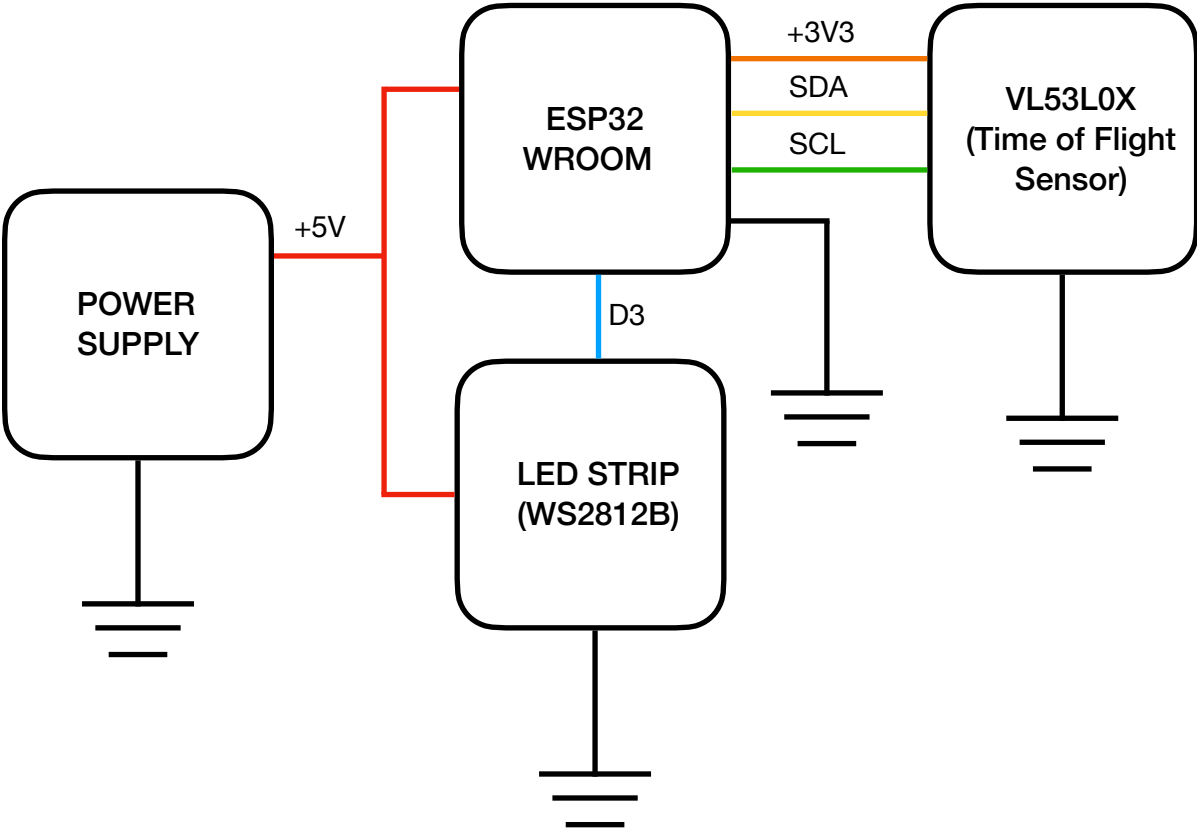 +3V3
SDA
SCL
ESP32
WROOM
VL53L0X
(Time of Flight
Sensor)
+5V
POWER
SUPPLY
D3
LED STRIP
(WS2812B)